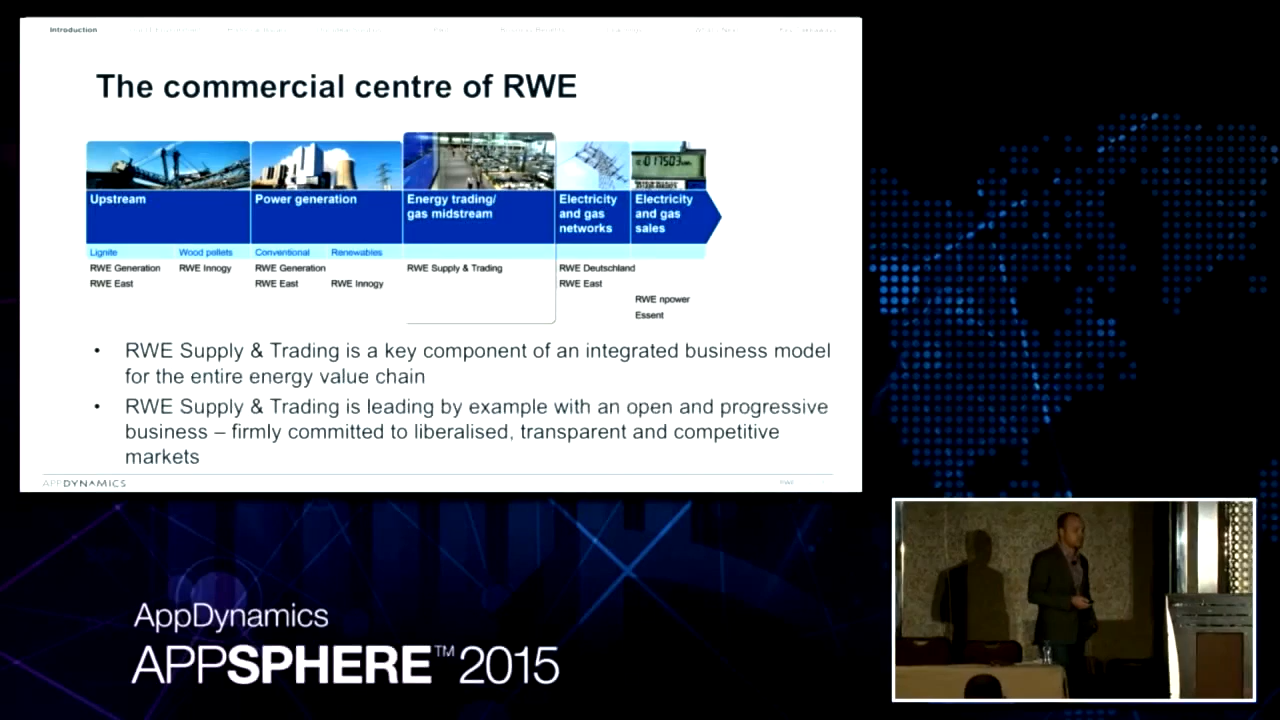 Introduction
The commercial centre of RWE
017503
Upstream
Power generation
Energy trading/
gas midstream
Electricity
and gas
networks
Electricity
and gas
sales
Lignite
Wood pellets
Conventional
Renewables
RWE Generation
RWE Innogy
RWE Generation
RWE Supply & Trading
RWE Deutschland
RWE East
RWE East
RWE Innogy
RWE East
RWE npower
Essent
• RWE Supply & Trading is a key component of an integrated business model
for the entire energy value chain
• RWE Supply & Trading is leading by example with an open and progressive
business – firmly committed to liberalised, transparent and competitive
markets
APPDYNAMICS
AppDynamics
APPSPHERE™ 2015